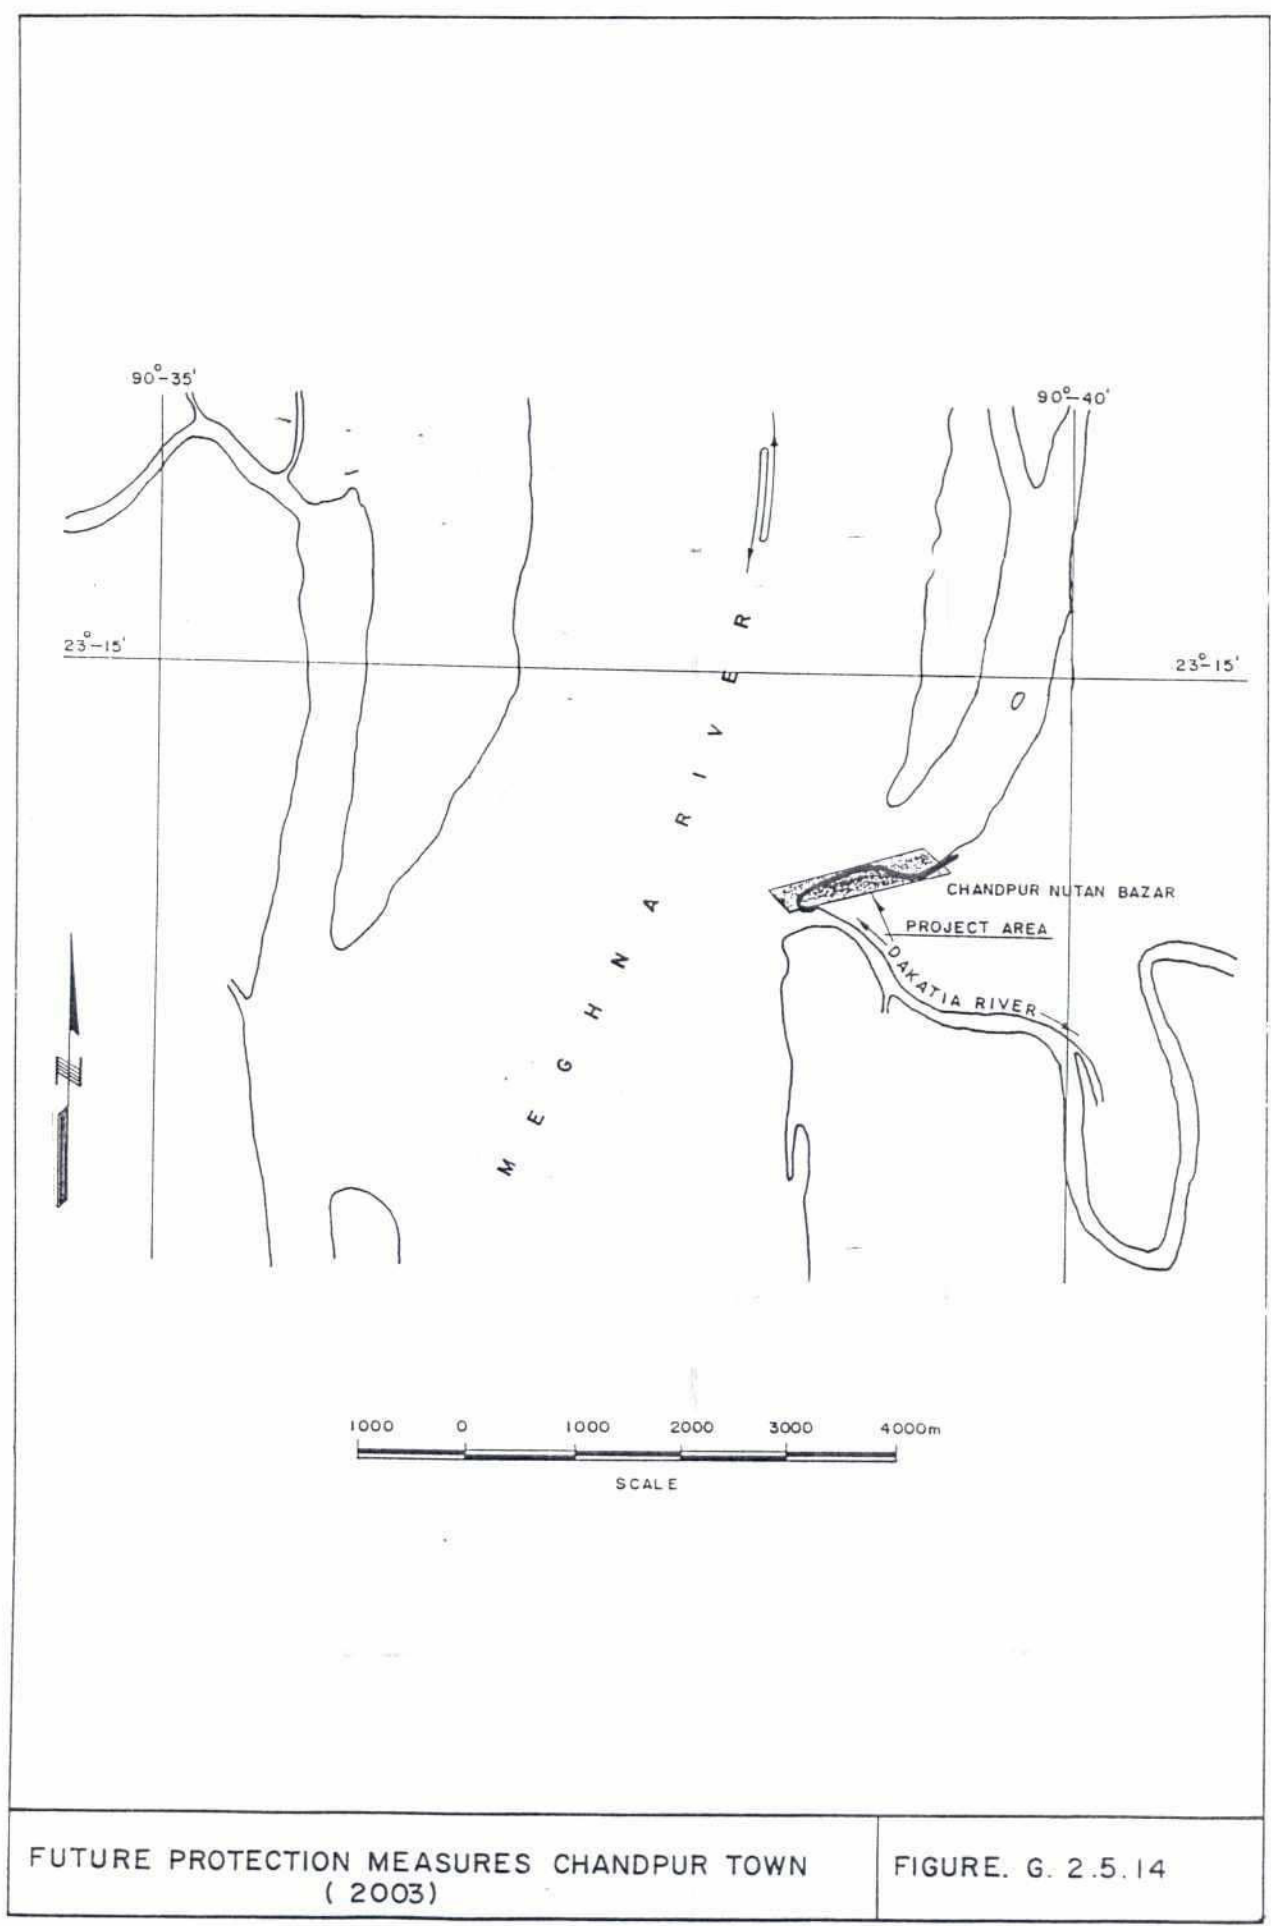 90°-35'
90°-40'
23°-15'
23°-15'
MEGHNA RIVER
CHANDPUR NUTAN BAZAR
PROJECT AREA
DAKATIA RIVER
N
1000 0 1000 2000 3000 4000m
SCALE
FUTURE PROTECTION MEASURES CHANDPUR TOWN
( 2003)
FIGURE. G. 2.5.14